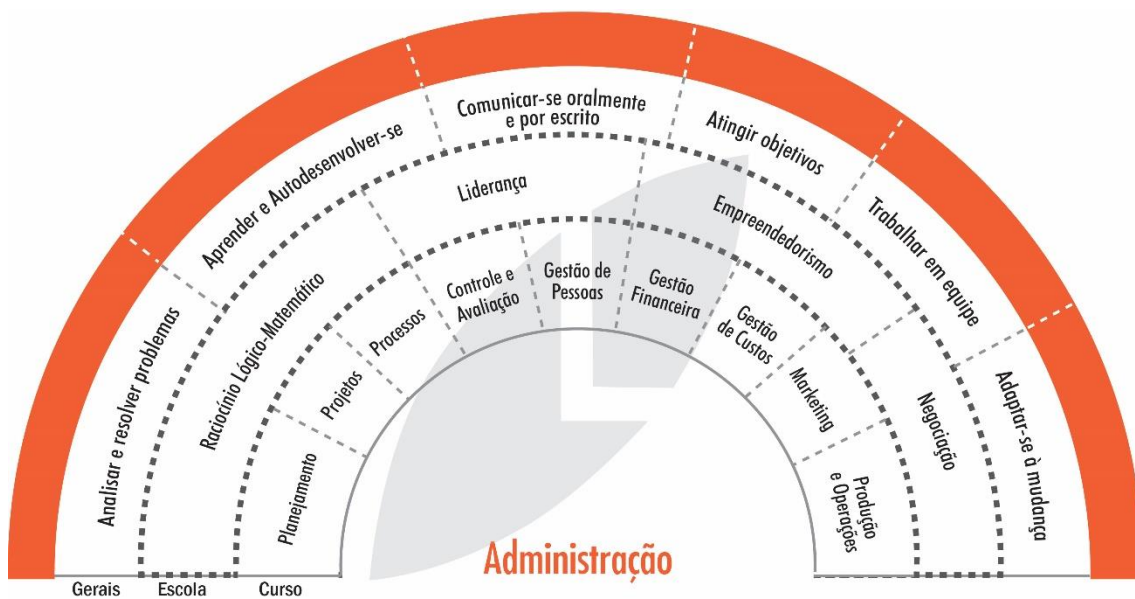 Analisar e resolver problemas
Aprender e Autodesenvolver-se
Comunicar-se oralmente
e por escrito
Atingir objetivos
Trabalhar em equipe
Adaptar-se à mudança
Raciocínio Lógico-Matemático
Liderança
Empreendedorismo
Negociação
Planejamento
Projetos
Processos
Controle e
Avaliação
Gestão de
Pessoas
Gestão
Financeira
Gestão
de Custos
Marketing
Produção
e Operações
Administração
Gerais
Escola
Curso